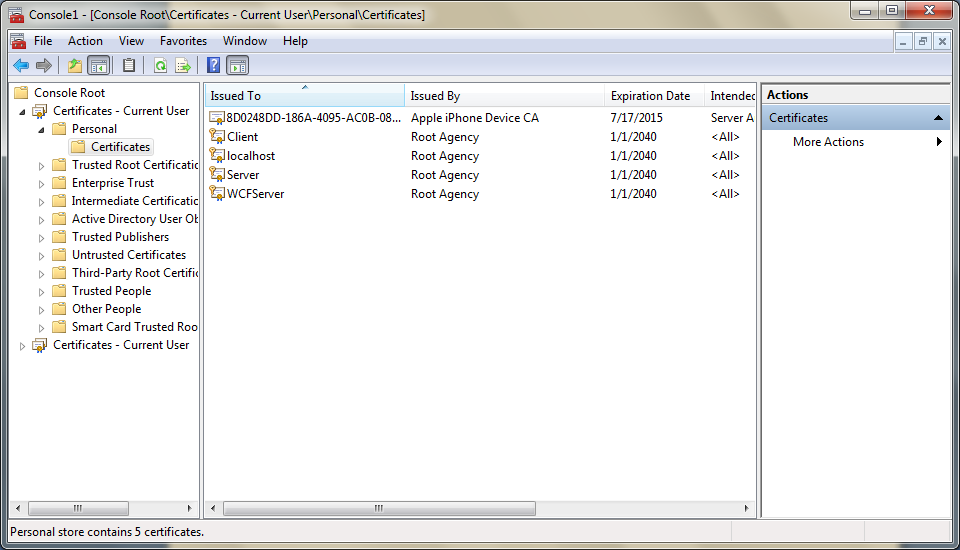 Console1 - [Console Root\Certificates - Current User\Personal\Certificates]
File Action View Favorites Window Help
Console Root
Certificates - Current User
Personal
Certificates
Trusted Root Certificatic
Enterprise Trust
Intermediate Certificatic
Active Directory User Ob
Trusted Publishers
Untrusted Certificates
Third-Party Root Certific
Trusted People
Other People
Smart Card Trusted Roo
Certificates - Current User
Issued To Issued By Expiration Date Intended
8D0248DD-186A-4095-AC0B-08... Apple iPhone Device CA 7/17/2015 Server A
Client Root Agency 1/1/2040 <All>
localhost Root Agency 1/1/2040 <All>
Server Root Agency 1/1/2040 <All>
WCFServer Root Agency 1/1/2040 <All>
Actions
Certificates
More Actions
Personal store contains 5 certificates.